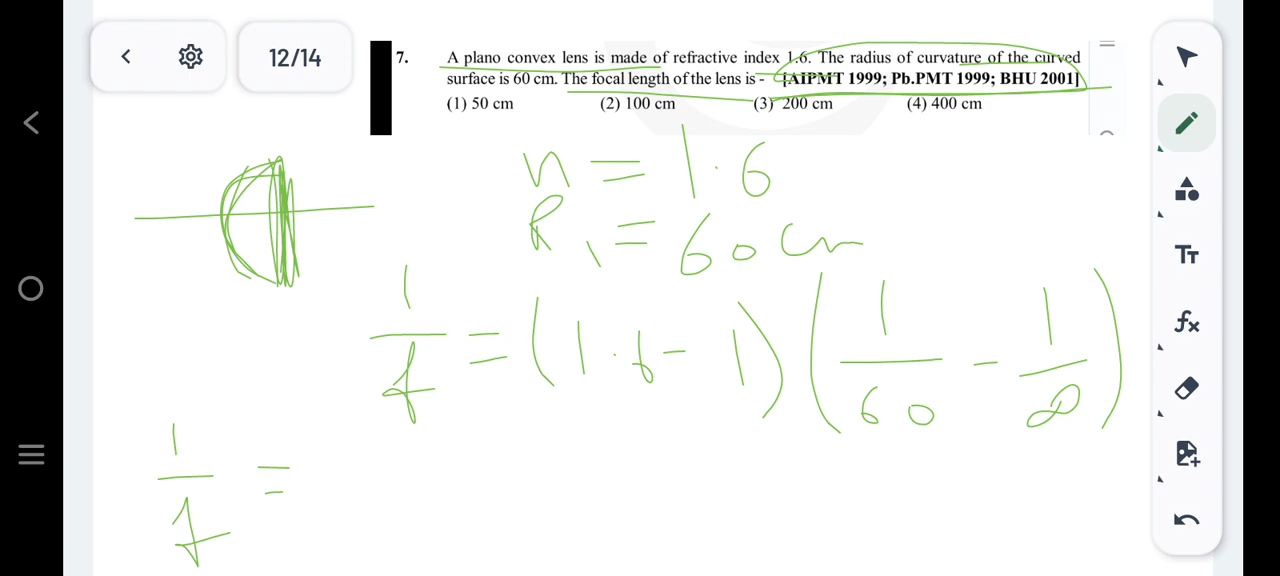 12/14
7. A plano convex lens is made of refractive index 1.6. The radius of curvature of the curved
surface is 60 cm. The focal length of the lens is - [AIPMT 1999; Pb.PMT 1999; BHU 2001]
(1) 50 cm (2) 100 cm (3) 200 cm (4) 400 cm
n = 1.6
R₁ = 60 cm
1/f = (1.6 - 1) (1/60 - 1/∞)
1/f =
Tт
fx